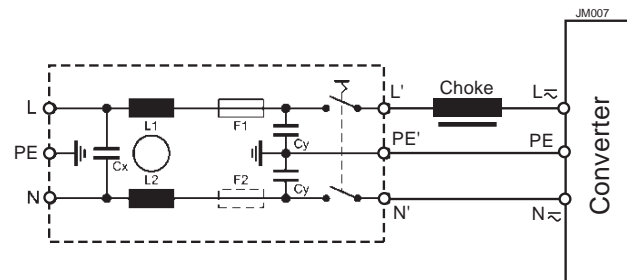 JM007
L
L1
F1
L'
Choke
L≂
PE
Cx
Cy
PE'
PE
Converter
N
L2
F2
Cy
N'
N≂